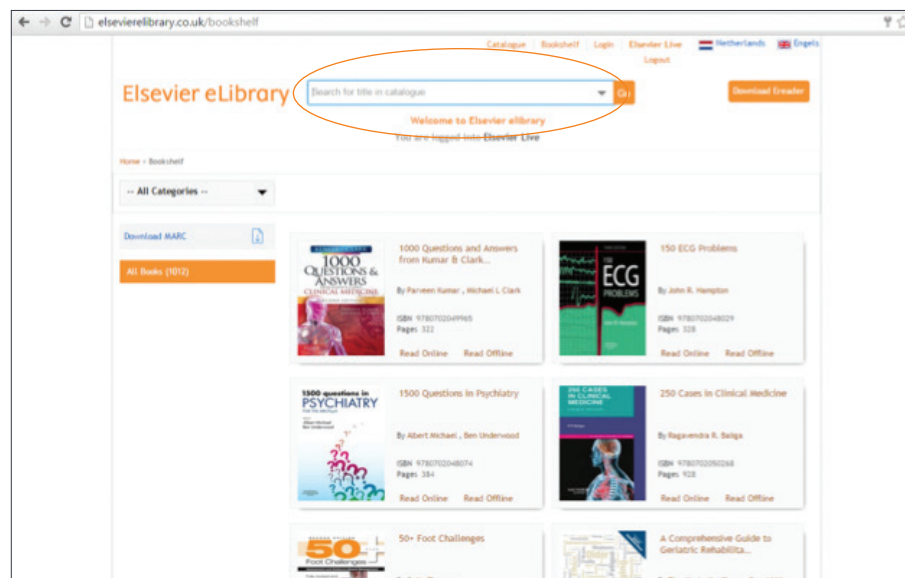 elsevierelibrary.co.uk/bookshelf
Catalogue Bookshelf Login Elsevier Live Netherlands Engels
Logout
Elsevier eLibrary
Search for title in catalogue
Go
Download Ereader
Welcome to Elsevier elibrary
You are logged into Elsevier Live
Home > Bookshelf
-- All Categories --
Download MARC
All Books (1012)
1000
QUESTIONS &
ANSWERS
CLINICAL MEDICINE
1000 Questions and Answers
from Kumar & Clark...
By Parveen Kumar , Michael L Clark
ISBN 9780702049965
Pages 322
Read Online Read Offline
150
ECG
PROBLEMS
150 ECG Problems
By John R. Hampton
ISBN 9780702048029
Pages 328
Read Online Read Offline
1500 questions in
PSYCHIATRY
Albert Michael
Ben Underwood
1500 Questions in Psychiatry
By Albert Michael , Ben Underwood
ISBN 9780702048074
Pages 384
Read Online Read Offline
250 CASES
IN CLINICAL
MEDICINE
250 Cases in Clinical Medicine
By Ragavendra R. Baliga
ISBN 9780702050268
Pages 928
Read Online Read Offline
SECOND EDITION
50+
Foot Challenges
50+ Foot Challenges
A Comprehensive Guide to
Geriatric Rehabilita...